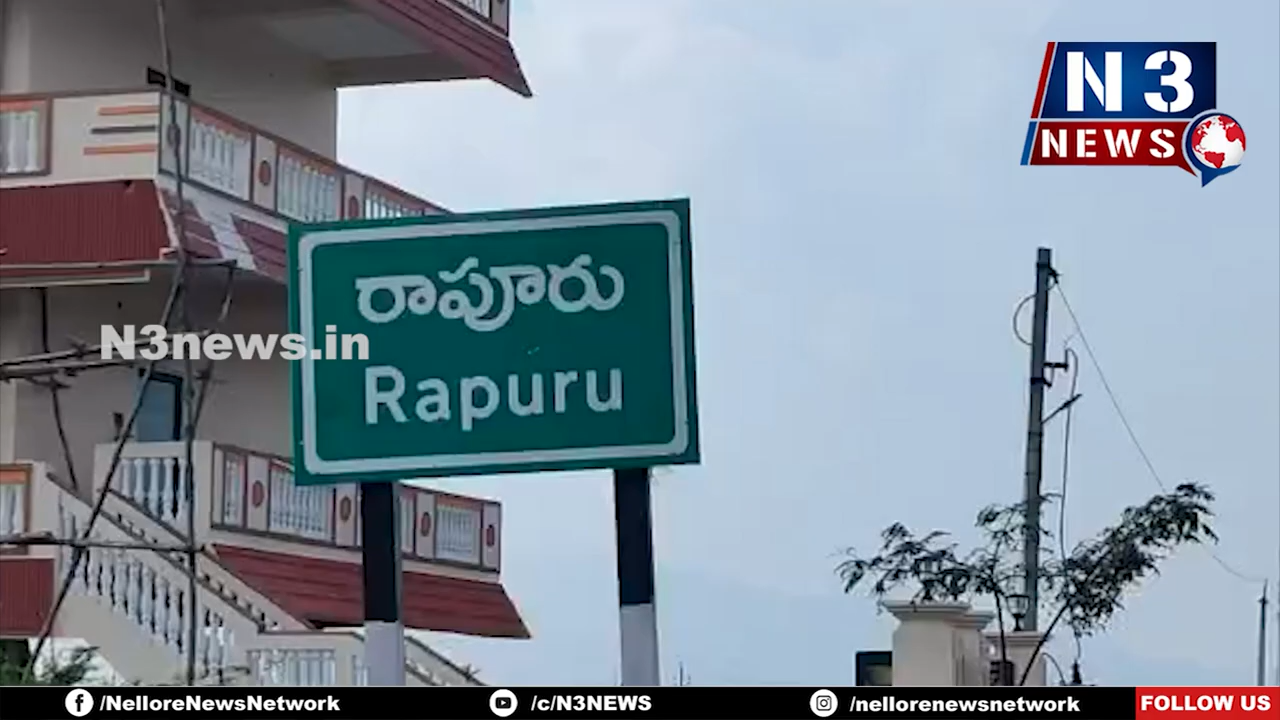 N3
NEWS
రాపూరు
N3news.in
Rapuru
/NelloreNewsNetwork
/c/N3NEWS
/nellorenewsnetwork
FOLLOW US